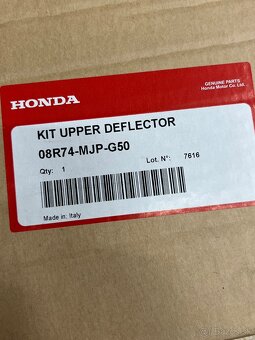 HONDA
GENUINE PARTS
Honda Motor Co. Ltd.
KIT UPPER DEFLECTOR
08R74-MJP-G50
Qty: 1 Lot. N°: 7616
Made in; Italy